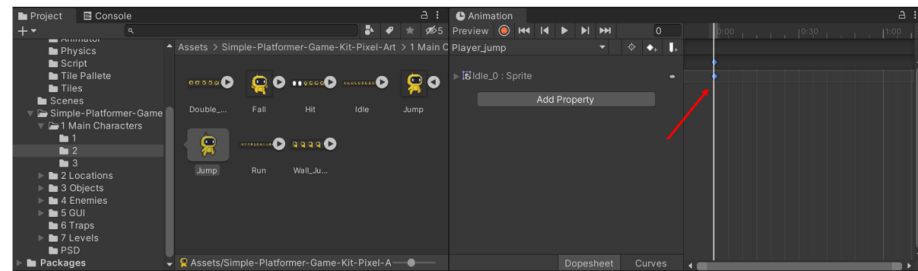 Project
Console
5
Animator
Physics
Script
Tile Pallete
Tiles
Scenes
Simple-Platformer-Game
1 Main Characters
1
2
3
2 Locations
3 Objects
4 Enemies
5 GUI
6 Traps
7 Levels
PSD
Packages
Assets > Simple-Platformer-Game-Kit-Pixel-Art > 1 Main C
Double_...
Fall
Hit
Idle
Jump
Jump
Run
Wall_Ju...
Assets/Simple-Platformer-Game-Kit-Pixel-A
Animation
Preview
0
0:00
0:30
1:00
Player_jump
Idle_0 : Sprite
Add Property
Dopesheet
Curves